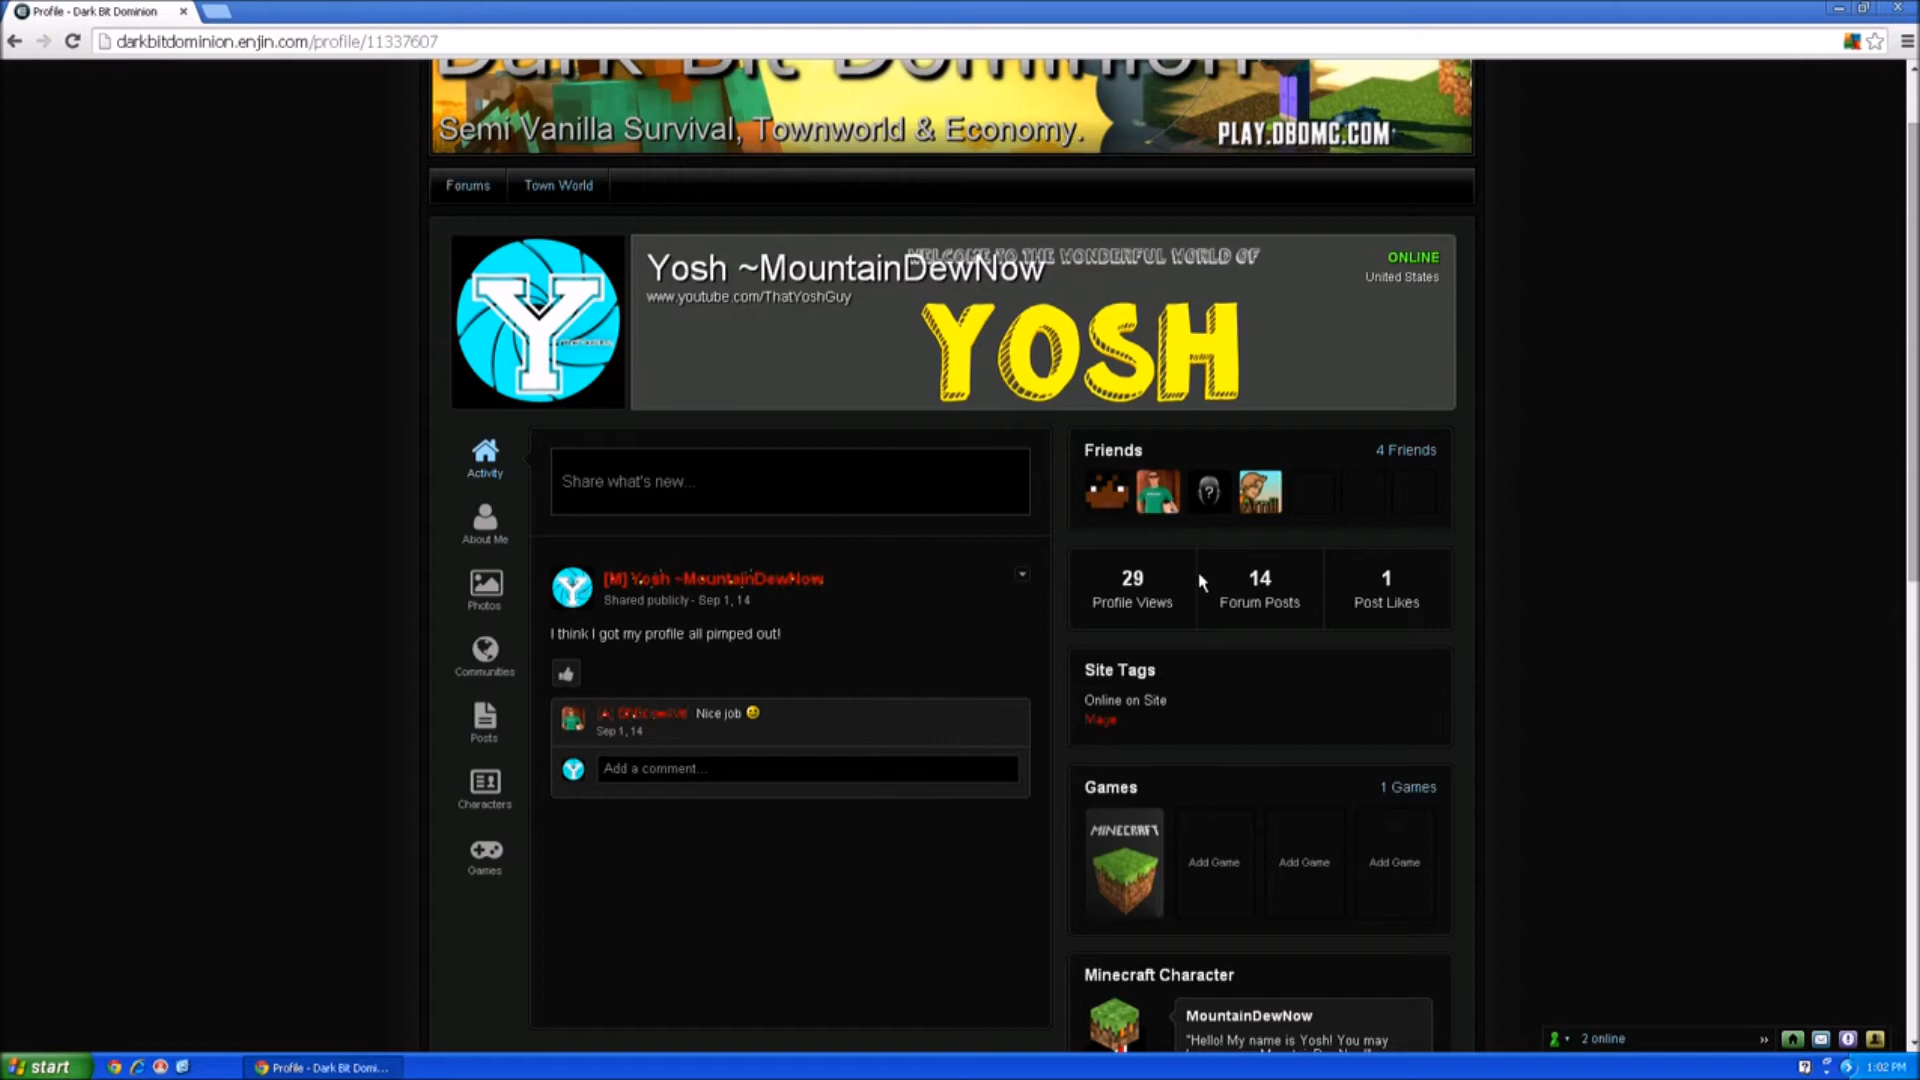 Profile - Dark Bit Dominion
darkbitdominion.enjin.com/profile/11337607
Dark Bit Dominion
Semi Vanilla Survival, Townworld & Economy.
PLAY.DBDMC.COM
Forums
Town World
Yosh ~MountainDewNow
WELCOME TO THE WONDERFUL WORLD OF
YOSH
www.youtube.com/ThatYoshGuy
ONLINE
United States
Y
Activity
About Me
Photos
Communities
Posts
Characters
Games
Share what's new...
[M] Yosh ~MountainDewNow
Shared publicly - Sep 1, 14
I think I got my profile all pimped out!
Nice job
Sep 1, 14
Add a comment...
Friends
4 Friends
?
29
Profile Views
14
Forum Posts
1
Post Likes
Site Tags
Online on Site
Mage
Games
1 Games
MINECRAFT
Add Game
Add Game
Add Game
Minecraft Character
MountainDewNow
"Hello! My name is Yosh! You may
2 online
start
Profile - Dark Bit Domi...
1:02 PM